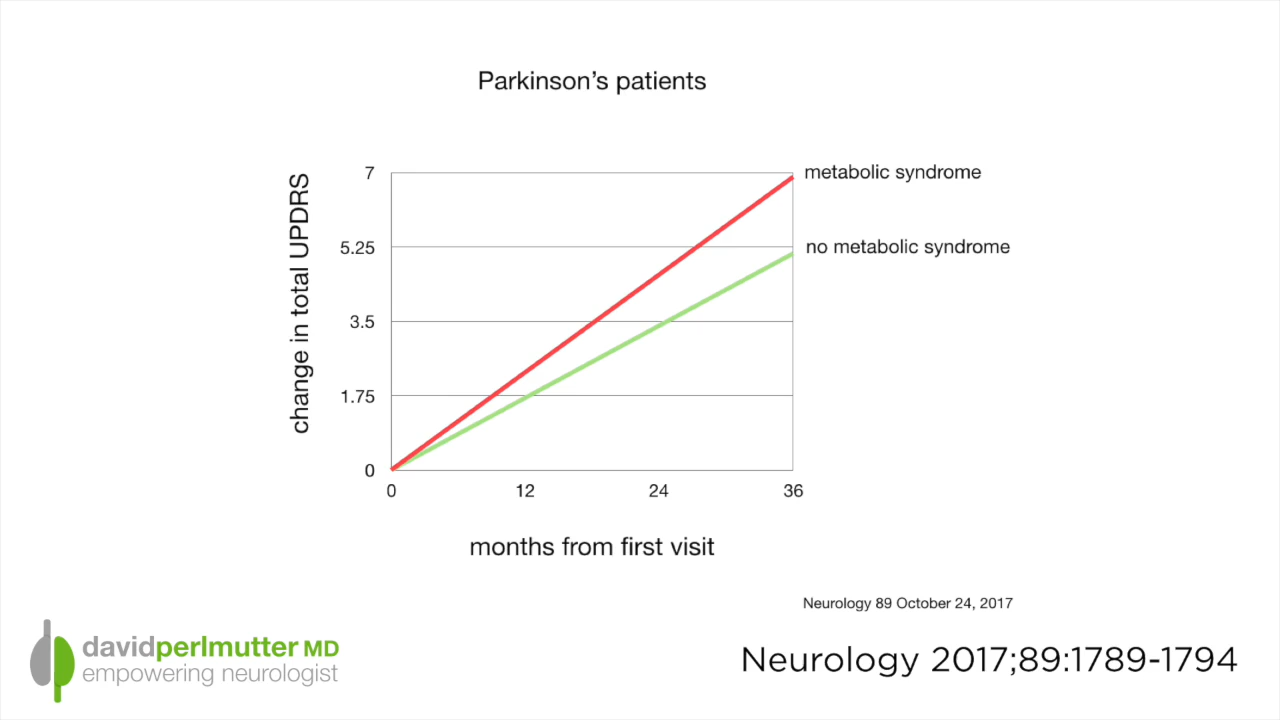 Parkinson’s patients
change in total UPDRS
7
5.25
3.5
1.75
0
0 12 24 36
metabolic syndrome
no metabolic syndrome
months from first visit
Neurology 89 October 24, 2017
davidperlmutter MD
empowering neurologist
Neurology 2017;89:1789-1794